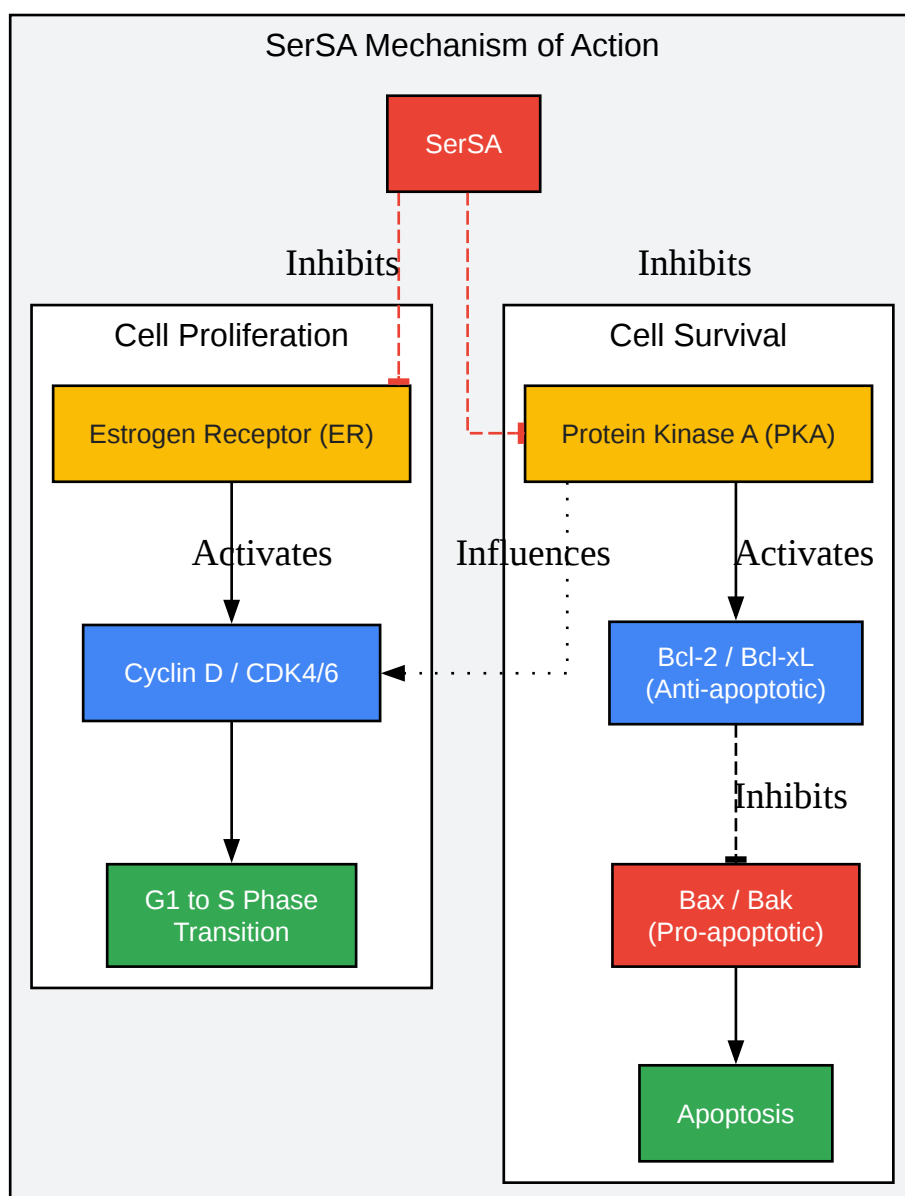 SerSA Mechanism of Action
SerSA
Inhibits
Inhibits
Cell Proliferation
Cell Survival
Estrogen Receptor (ER)
Protein Kinase A (PKA)
Activates
Influences
Activates
Cyclin D / CDK4/6
Bcl-2 / Bcl-xL
(Anti-apoptotic)
Inhibits
G1 to S Phase
Transition
Bax / Bak
(Pro-apoptotic)
Apoptosis